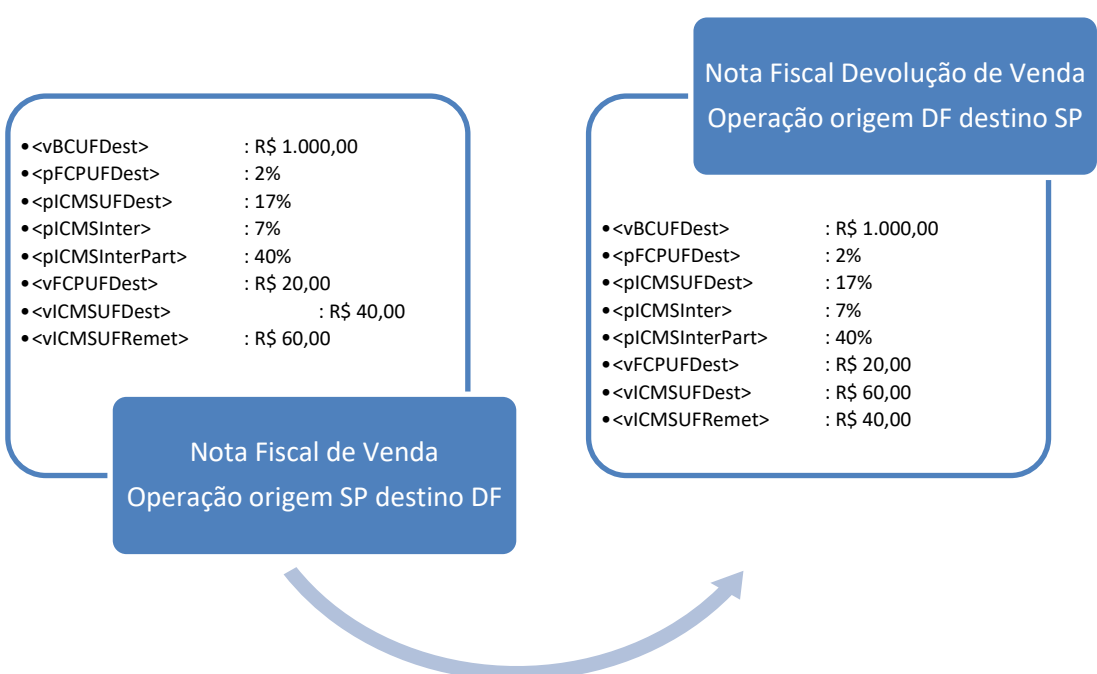 •<vBCUFDest> : R$ 1.000,00
•<pFCPUFDest> : 2%
•<pICMSUFDest> : 17%
•<pICMSInter> : 7%
•<pICMSInterPart> : 40%
•<vFCPUFDest> : R$ 20,00
•<vICMSUFDest> : R$ 40,00
•<vICMSUFRemet> : R$ 60,00
Nota Fiscal de Venda
Operação origem SP destino DF
Nota Fiscal Devolução de Venda
Operação origem DF destino SP
•<vBCUFDest> : R$ 1.000,00
•<pFCPUFDest> : 2%
•<pICMSUFDest> : 17%
•<pICMSInter> : 7%
•<pICMSInterPart> : 40%
•<vFCPUFDest> : R$ 20,00
•<vICMSUFDest> : R$ 60,00
•<vICMSUFRemet> : R$ 40,00